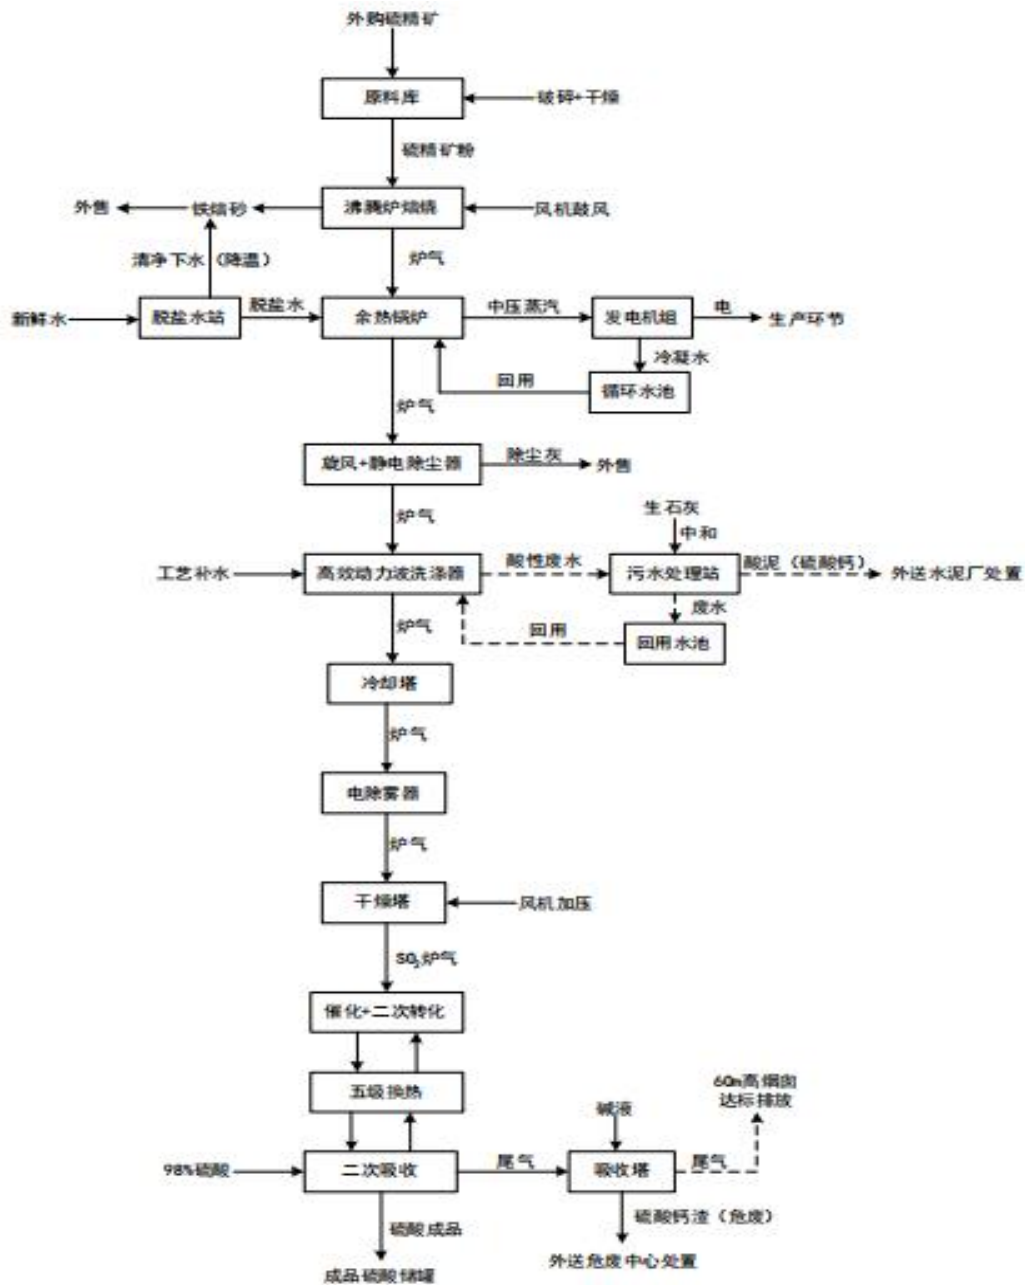 外购硫精矿
原料库
破碎+干燥
硫精矿粉
外售
铁焙砂
沸腾炉焙烧
风机鼓风
清净下水（降温）
炉气
新鲜水
脱盐水站
脱盐水
余热锅炉
中压蒸汽
发电机组
电
生产环节
冷凝水
回用
循环水池
炉气
旋风+静电除尘器
除尘灰
外售
炉气
生石灰
中和
工艺补水
高效动力波洗涤器
酸性废水
污水处理站
酸泥（硫酸钙）
外送水泥厂处置
废水
炉气
回用
回用水池
冷却塔
炉气
电除雾器
炉气
干燥塔
风机加压
SO₂炉气
催化+二次转化
五级换热
60m高烟囱
达标排放
碱液
98%硫酸
二次吸收
尾气
吸收塔
尾气
硫酸成品
硫酸钙渣（危废）
成品硫酸储罐
外送危废中心处置